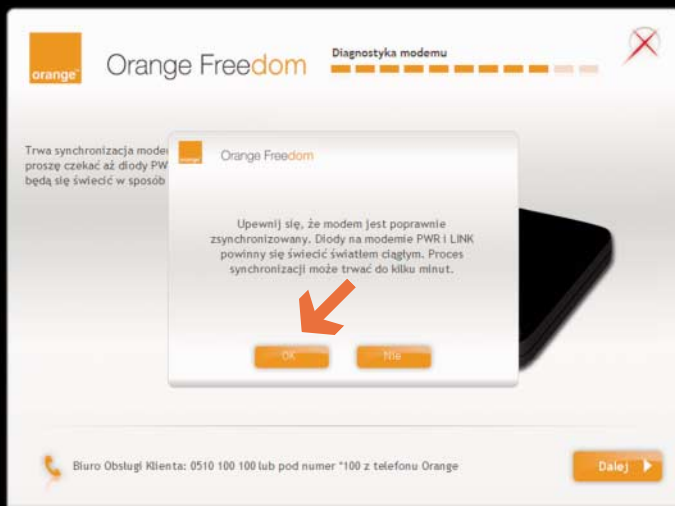 orange™
Orange Freedom
Diagnostyka modemu
Trwa synchronizacja mode
proszę czekać aż diody PW
będą się świecić w sposób
Orange Freedom
Upewnij się, że modem jest poprawnie
zsynchronizowany. Diody na modemie PWR i LINK
powinny się świecić światłem ciągłym. Proces
synchronizacji może trwać do kilku minut.
OK
Nie
Biuro Obsługi Klienta: 0510 100 100 lub pod numer *100 z telefonu Orange
Dalej